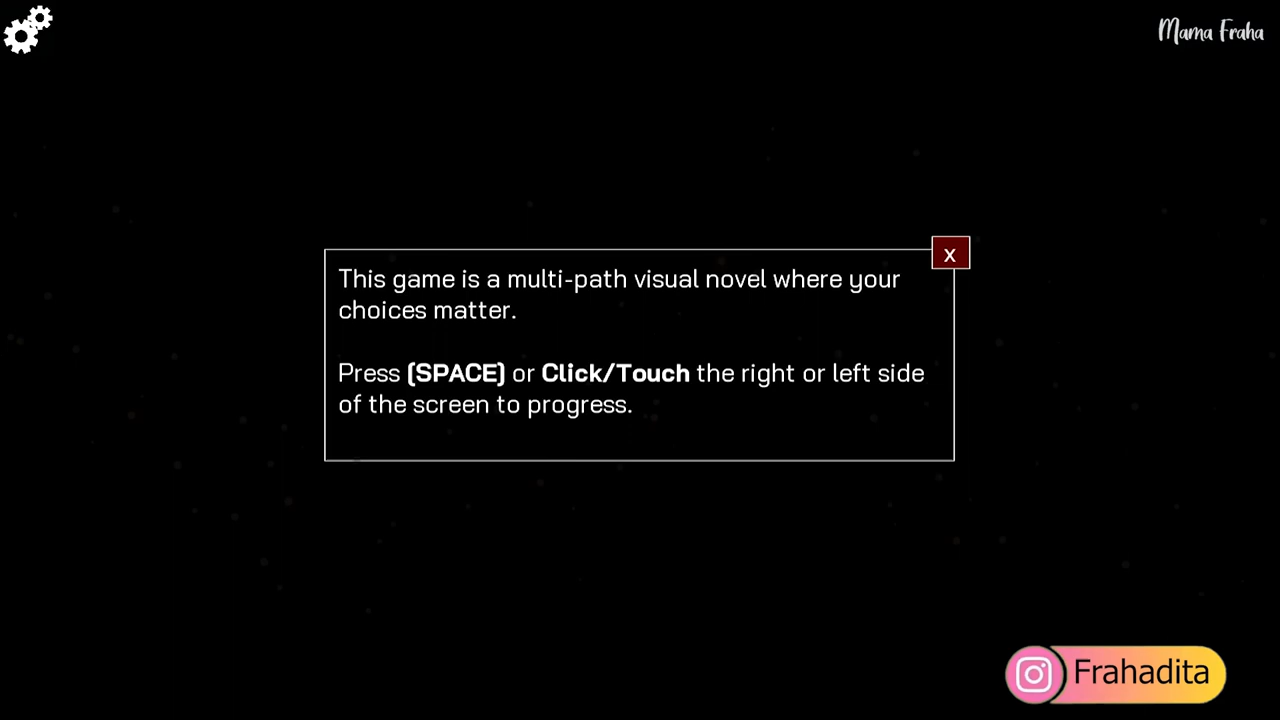 Mama Fraha
x
This game is a multi-path visual novel where your
choices matter.
Press (SPACE) or Click/Touch the right or left side
of the screen to progress.
Frahadita